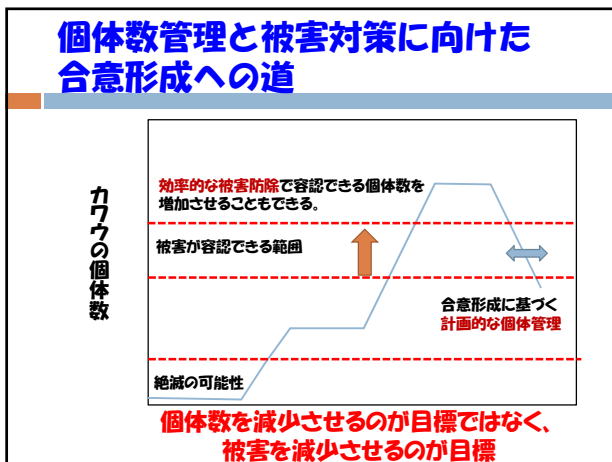 個体数管理と被害対策に向けた
合意形成への道
カワウの個体数
効率的な被害防除で容認できる個体数を
増加させることもできる。
被害が容認できる範囲
合意形成に基づく
計画的な個体管理
絶滅の可能性
個体数を減少させるのが目標ではなく、
被害を減少させるのが目標